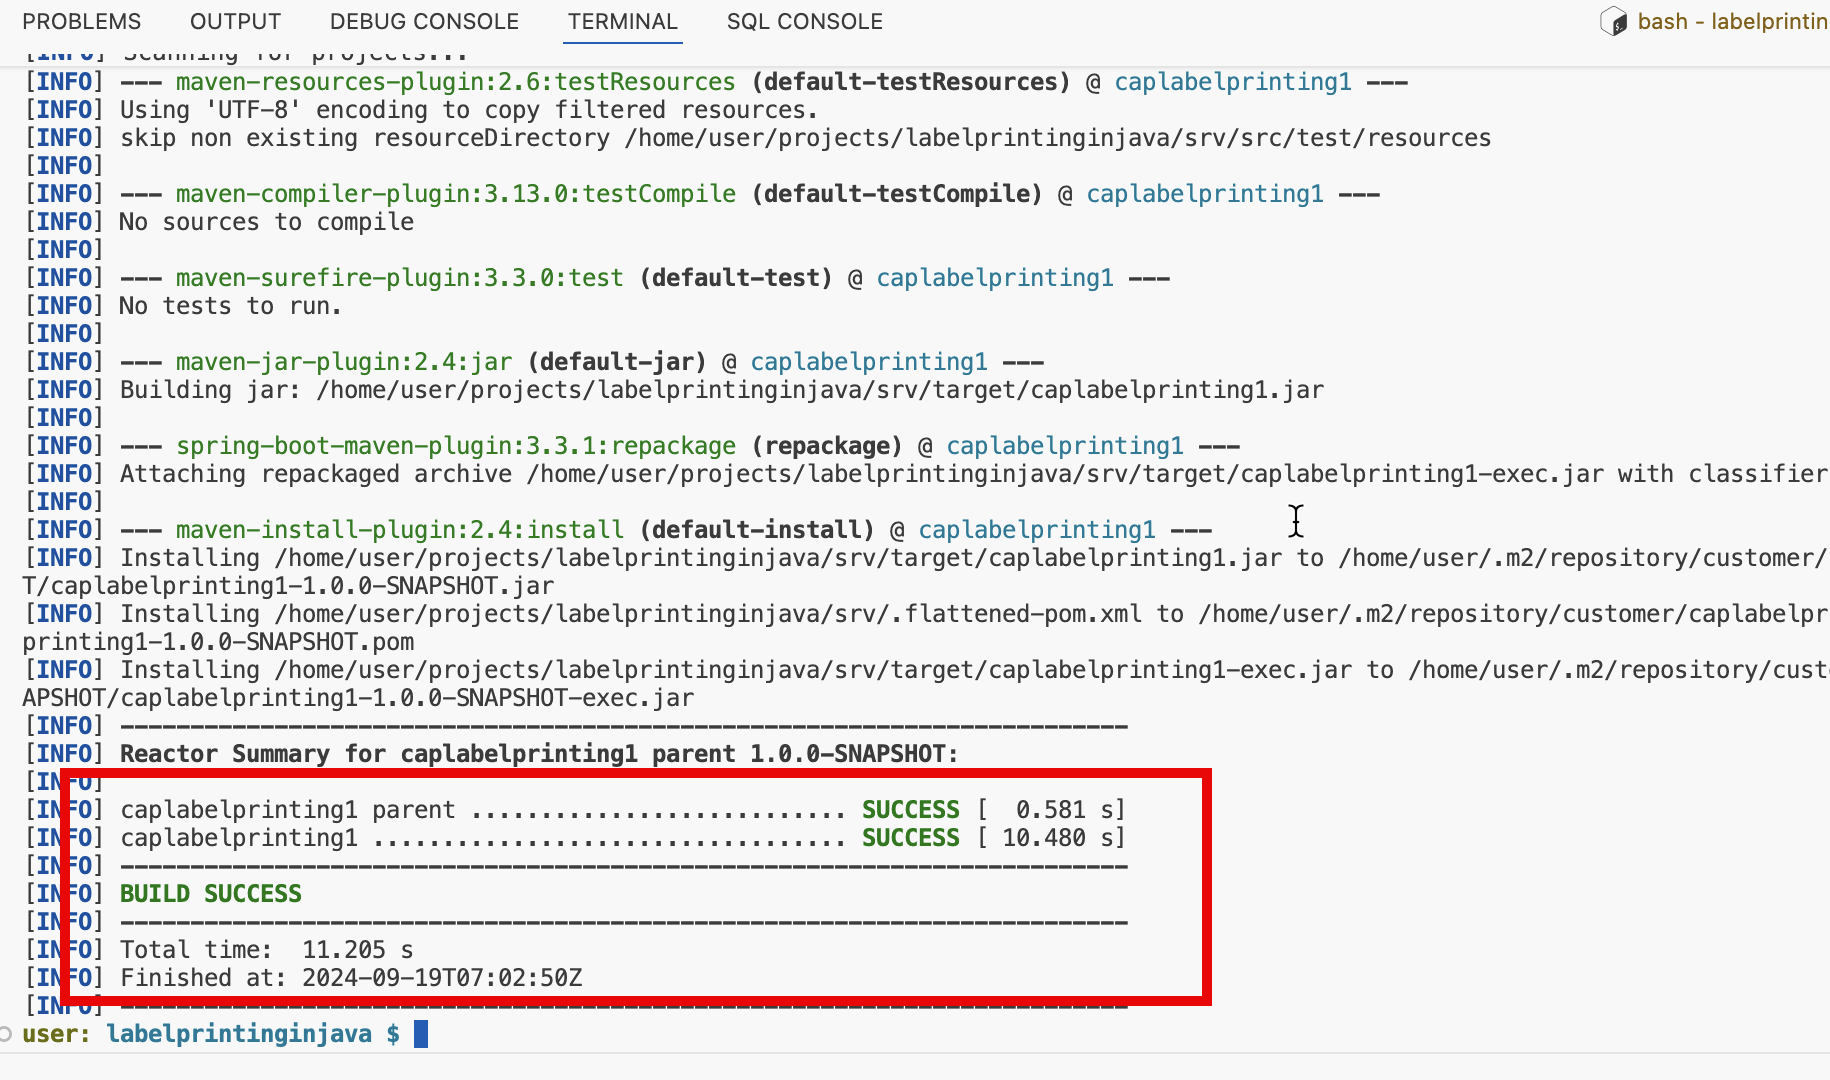 PROBLEMS OUTPUT DEBUG CONSOLE TERMINAL SQL CONSOLE bash - labelprintin
[INFO] Scanning for projects...
[INFO] --- maven-resources-plugin:2.6:testResources (default-testResources) @ caplabelprinting1 ---
[INFO] Using 'UTF-8' encoding to copy filtered resources.
[INFO] skip non existing resourceDirectory /home/user/projects/labelprintinginjava/srv/src/test/resources
[INFO]
[INFO] --- maven-compiler-plugin:3.13.0:testCompile (default-testCompile) @ caplabelprinting1 ---
[INFO] No sources to compile
[INFO]
[INFO] --- maven-surefire-plugin:3.3.0:test (default-test) @ caplabelprinting1 ---
[INFO] No tests to run.
[INFO]
[INFO] --- maven-jar-plugin:2.4:jar (default-jar) @ caplabelprinting1 ---
[INFO] Building jar: /home/user/projects/labelprintinginjava/srv/target/caplabelprinting1.jar
[INFO]
[INFO] --- spring-boot-maven-plugin:3.3.1:repackage (repackage) @ caplabelprinting1 ---
[INFO] Attaching repackaged archive /home/user/projects/labelprintinginjava/srv/target/caplabelprinting1-exec.jar with classifier
[INFO]
[INFO] --- maven-install-plugin:2.4:install (default-install) @ caplabelprinting1 ---
[INFO] Installing /home/user/projects/labelprintinginjava/srv/target/caplabelprinting1.jar to /home/user/.m2/repository/customer/
T/caplabelprinting1-1.0.0-SNAPSHOT.jar
[INFO] Installing /home/user/projects/labelprintinginjava/srv/.flattened-pom.xml to /home/user/.m2/repository/customer/caplabelpr
printing1-1.0.0-SNAPSHOT.pom
[INFO] Installing /home/user/projects/labelprintinginjava/srv/target/caplabelprinting1-exec.jar to /home/user/.m2/repository/cust
APSHOT/caplabelprinting1-1.0.0-SNAPSHOT-exec.jar
[INFO] ------------------------------------------------------------------------
[INFO] Reactor Summary for caplabelprinting1 parent 1.0.0-SNAPSHOT:
[INFO]
[INFO] caplabelprinting1 parent ........................... SUCCESS [  0.581 s]
[INFO] caplabelprinting1 .................................. SUCCESS [ 10.480 s]
[INFO] ------------------------------------------------------------------------
[INFO] BUILD SUCCESS
[INFO] ------------------------------------------------------------------------
[INFO] Total time:  11.205 s
[INFO] Finished at: 2024-09-19T07:02:50Z
[INFO] ------------------------------------------------------------------------
user: labelprintinginjava $